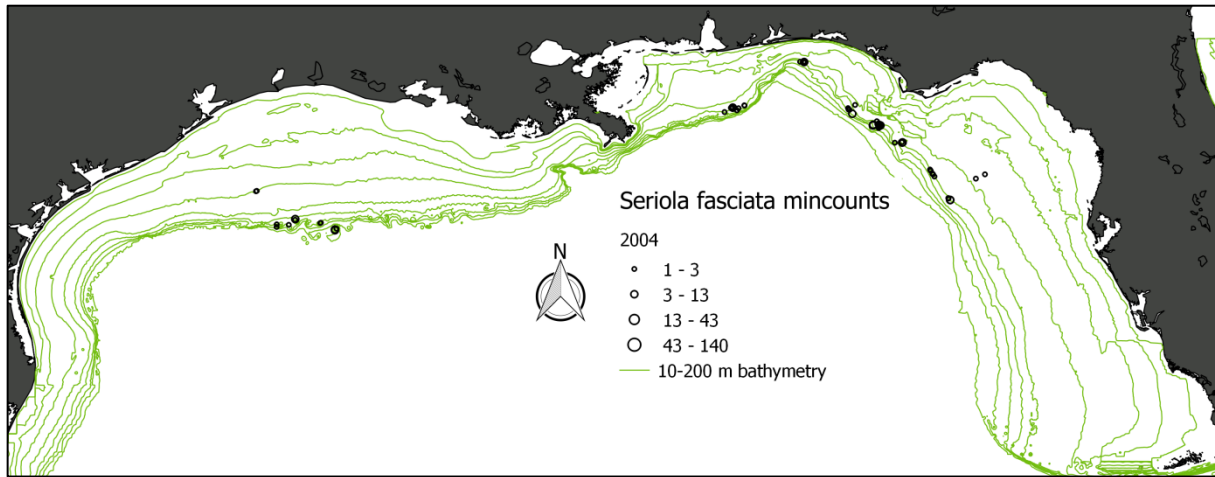 Seriola fasciata mincounts
2004
N
1 - 3
3 - 13
13 - 43
43 - 140
10-200 m bathymetry